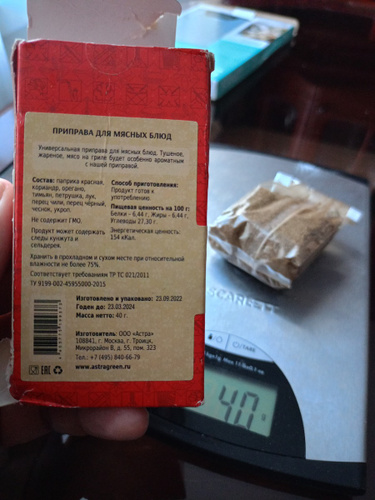 ПРИПРАВА ДЛЯ МЯСНЫХ БЛЮД
Универсальная приправа для мясных блюд. Тушеное,
жареное, мясо на гриле будет особенно ароматным
с нашей приправой.
Состав: паприка красная,
кориандр, орегано,
тимьян, петрушка, лук,
перец чили, перец чёрный,
чеснок, укроп.
Не содержит ГМО.
Продукт может содержать
следы кунжута и
сельдерея.
Способ приготовления:
Продукт готов к
употреблению.
Пищевая ценность на 100 г:
Белки - 6,44 г, Жиры - 6,44 г,
Углеводы 27,30 г.
Энергетическая ценность:
154 кКал.
Хранить в прохладном и сухом месте при относительной
влажности не более 75%.
Соответствует требованиям ТР ТС 021/2011
ТУ 9199-002-45955000-2015
Изготовлено и упаковано: 23.09.2022
Годен до: 23.03.2024
Масса нетто: 40 г.
Изготовитель: ООО «Астра»
108841, г. Москва, г. Троицк,
Микрорайон В, д. 55, пом. 323
Тел.: +7 (495) 840-66-79
www.astragreen.ru
EAC
SCARLETT
/TARE
40